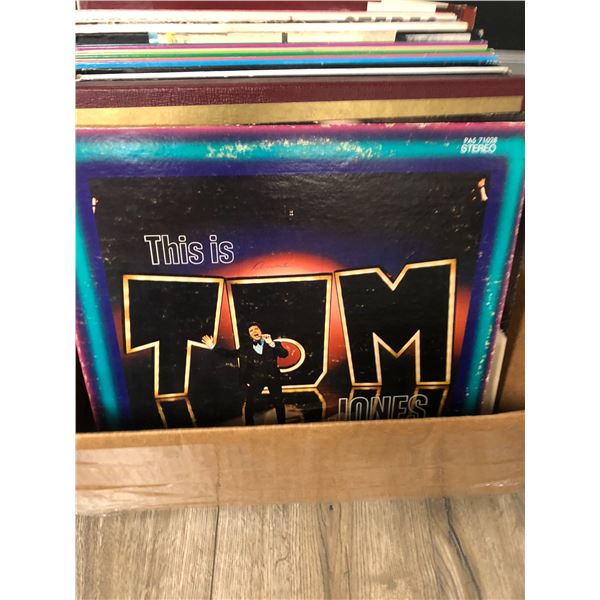 PAS 71028
STEREO
This is
TOM
JONES